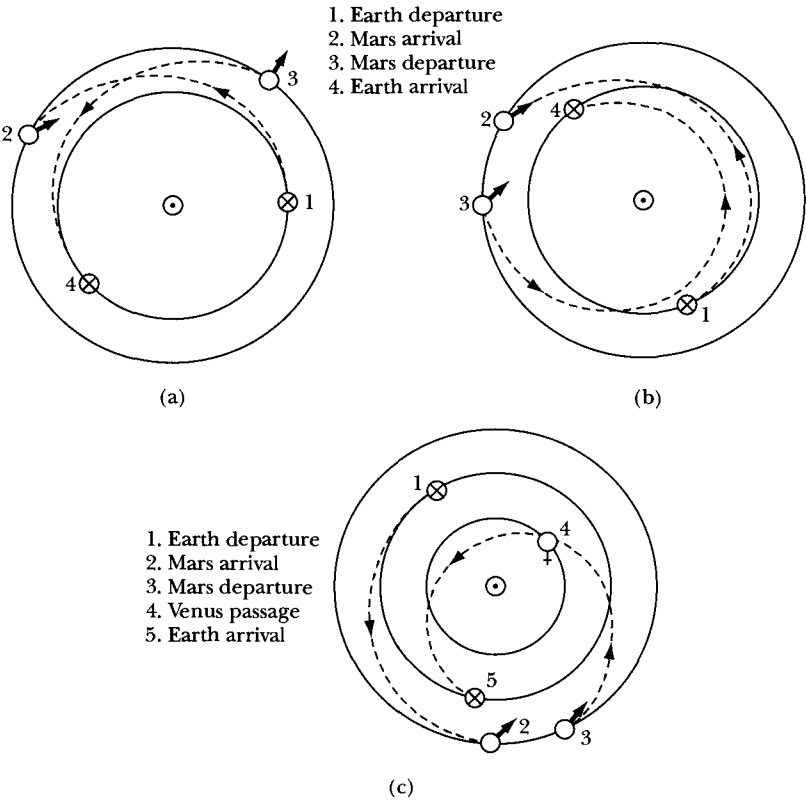 1. Earth departure
2. Mars arrival
3. Mars departure
4. Earth arrival
3
2
1
4
(a)
2
4
3
1
(b)
1. Earth departure
2. Mars arrival
3. Mars departure
4. Venus passage
5. Earth arrival
1
4
5
2
3
(c)